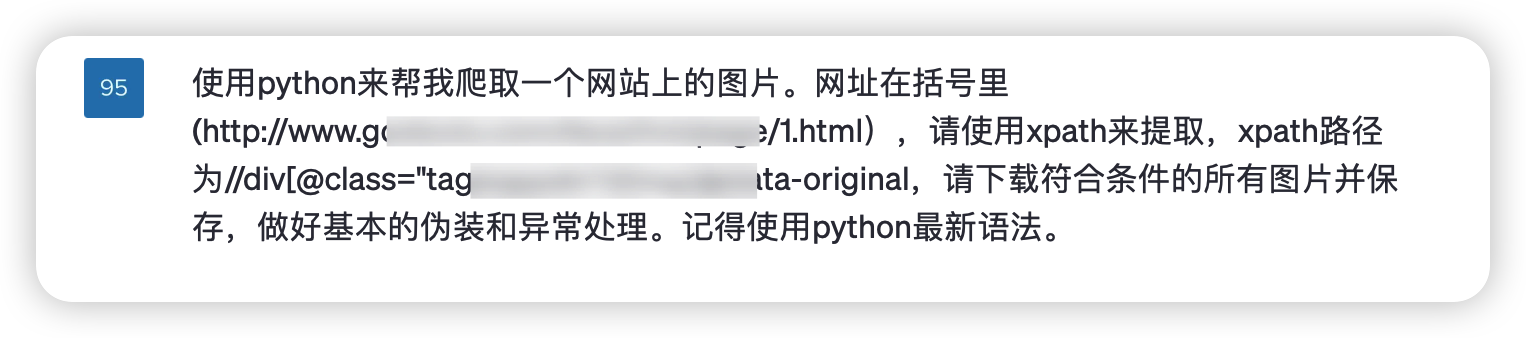 95
使用python来帮我爬取一个网站上的图片。网址在括号里
(http://www.go e/1.html），请使用xpath来提取，xpath路径
为//div[@class="tag ata-original，请下载符合条件的所有图片并保
存，做好基本的伪装和异常处理。记得使用python最新语法。